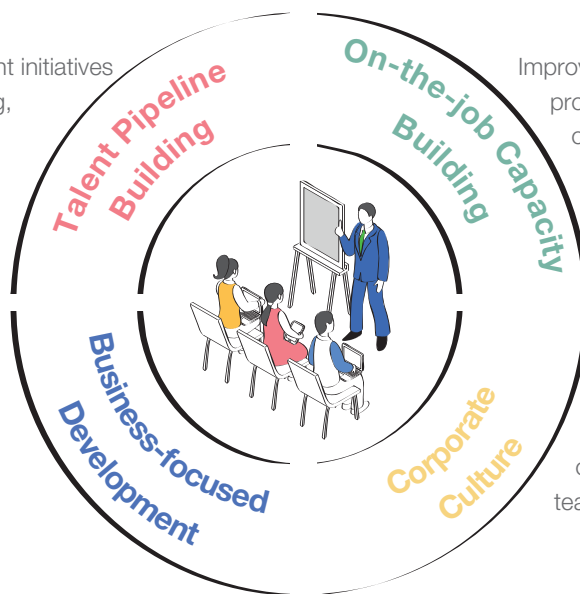 nt initiatives
g,
Talent Pipeline
Building
On-the-job Capacity
Building
Improv
pro
Business-focused
Development
Corporate
Culture
tea